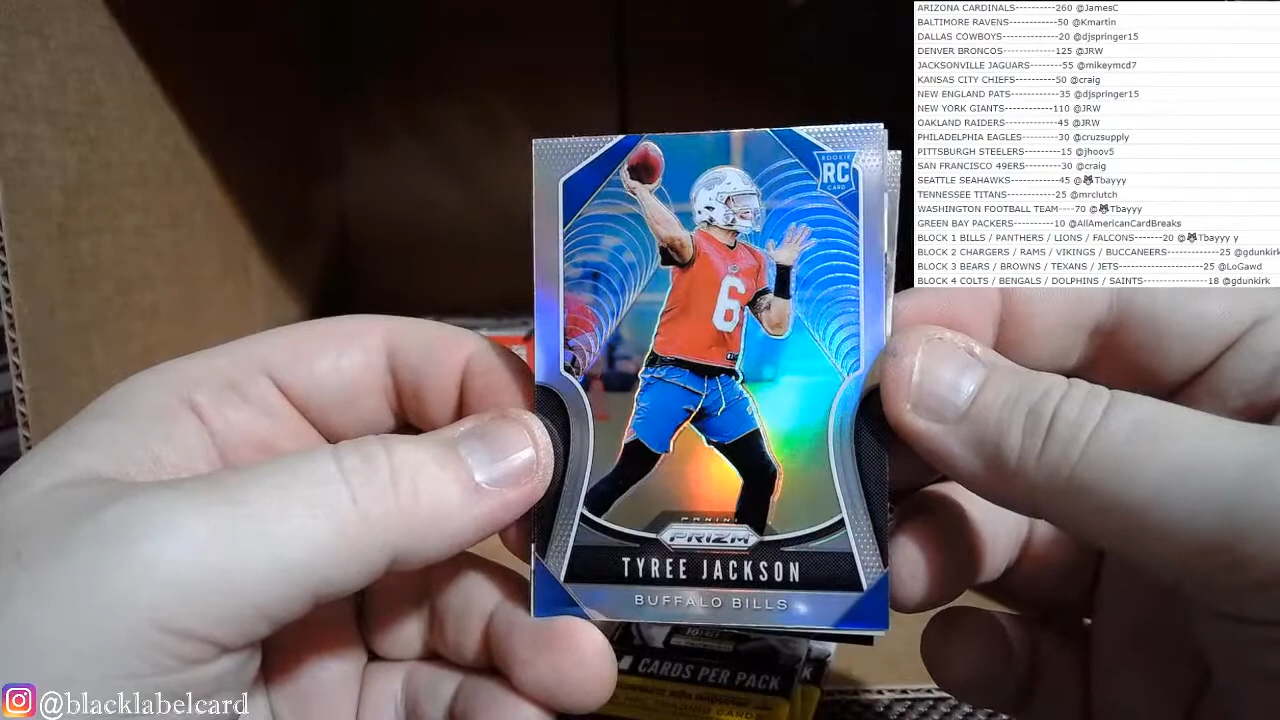 ARIZONA CARDINALS----------260 @JamesC
BALTIMORE RAVENS------------50 @Kmartin
DALLAS COWBOYS--------------20 @djspringer15
DENVER BRONCOS-------------125 @JRW
JACKSONVILLE JAGUARS--------55 @mikeymcd7
KANSAS CITY CHIEFS----------50 @craig
NEW ENGLAND PATS------------35 @djspringer15
NEW YORK GIANTS------------110 @JRW
OAKLAND RAIDERS-------------45 @JRW
PHILADELPHIA EAGLES---------30 @cruzsupply
PITTSBURGH STEELERS---------15 @jhoov5
SAN FRANCISCO 49ERS---------30 @craig
SEATTLE SEAHAWKS------------45 @😈Tbayyy
TENNESSEE TITANS------------25 @mrclutch
WASHINGTON FOOTBALL TEAM----70 @😈Tbayyy
GREEN BAY PACKERS----------10 @AllAmericanCardBreaks
BLOCK 1 BILLS / PANTHERS / LIONS / FALCONS-------20 @😈Tbayyy y
BLOCK 2 CHARGERS / RAMS / VIKINGS / BUCCANEERS-------------25 @gdunkirk
BLOCK 3 BEARS / BROWNS / TEXANS / JETS---------------------25 @LoGawd
BLOCK 4 COLTS / BENGALS / DOLPHINS / SAINTS----------------18 @gdunkirk
ROOKIE
RC
CARD
6
PANINI
PRIZM
TYREE JACKSON
BUFFALO BILLS
CARDS PER PACK
@blacklabelcard